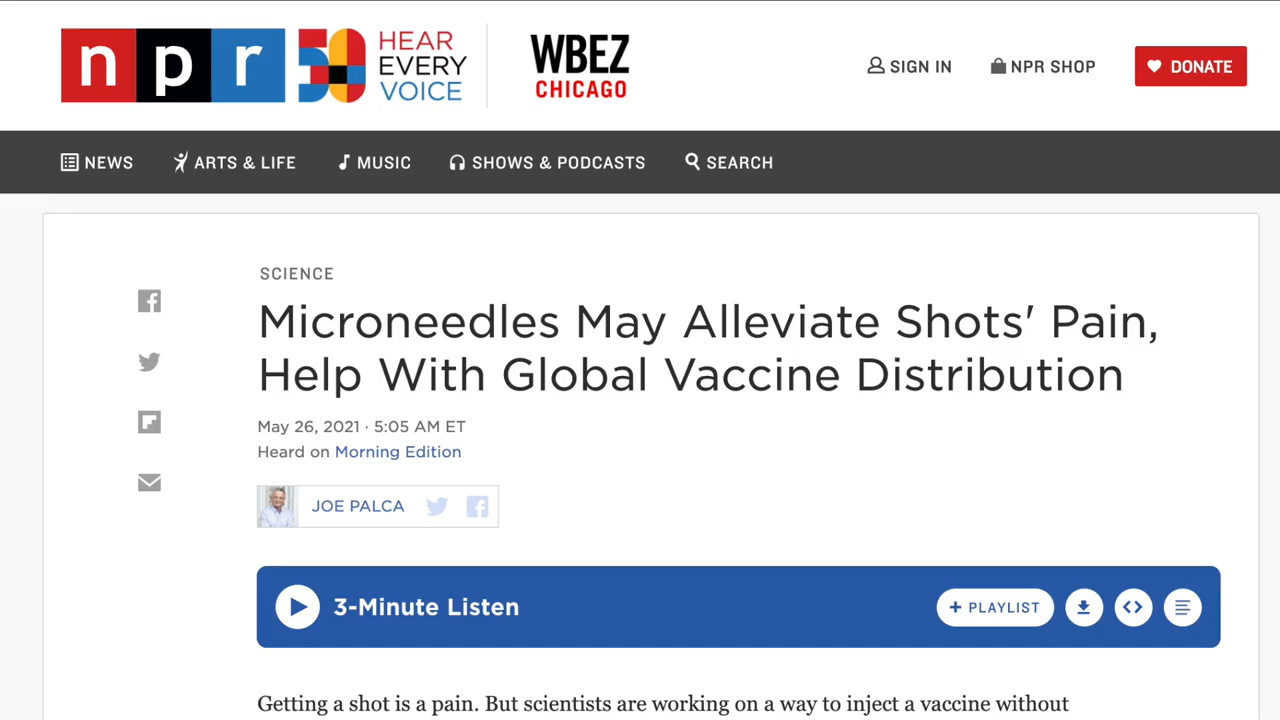 npr 50 HEAR EVERY VOICE
WBEZ CHICAGO
SIGN IN
NPR SHOP
DONATE
NEWS
ARTS & LIFE
MUSIC
SHOWS & PODCASTS
SEARCH
SCIENCE
Microneedles May Alleviate Shots' Pain,
Help With Global Vaccine Distribution
May 26, 2021 · 5:05 AM ET
Heard on Morning Edition
JOE PALCA
3-Minute Listen
+ PLAYLIST
Getting a shot is a pain. But scientists are working on a way to inject a vaccine without